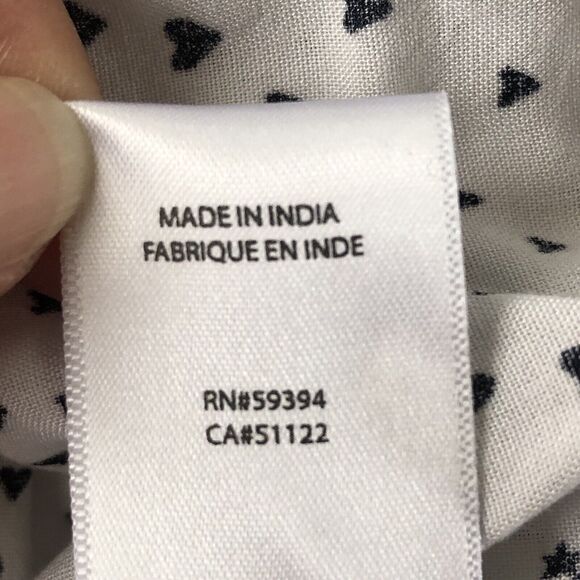 MADE IN INDIA
FABRIQUE EN INDE
RN#59394
CA#51122